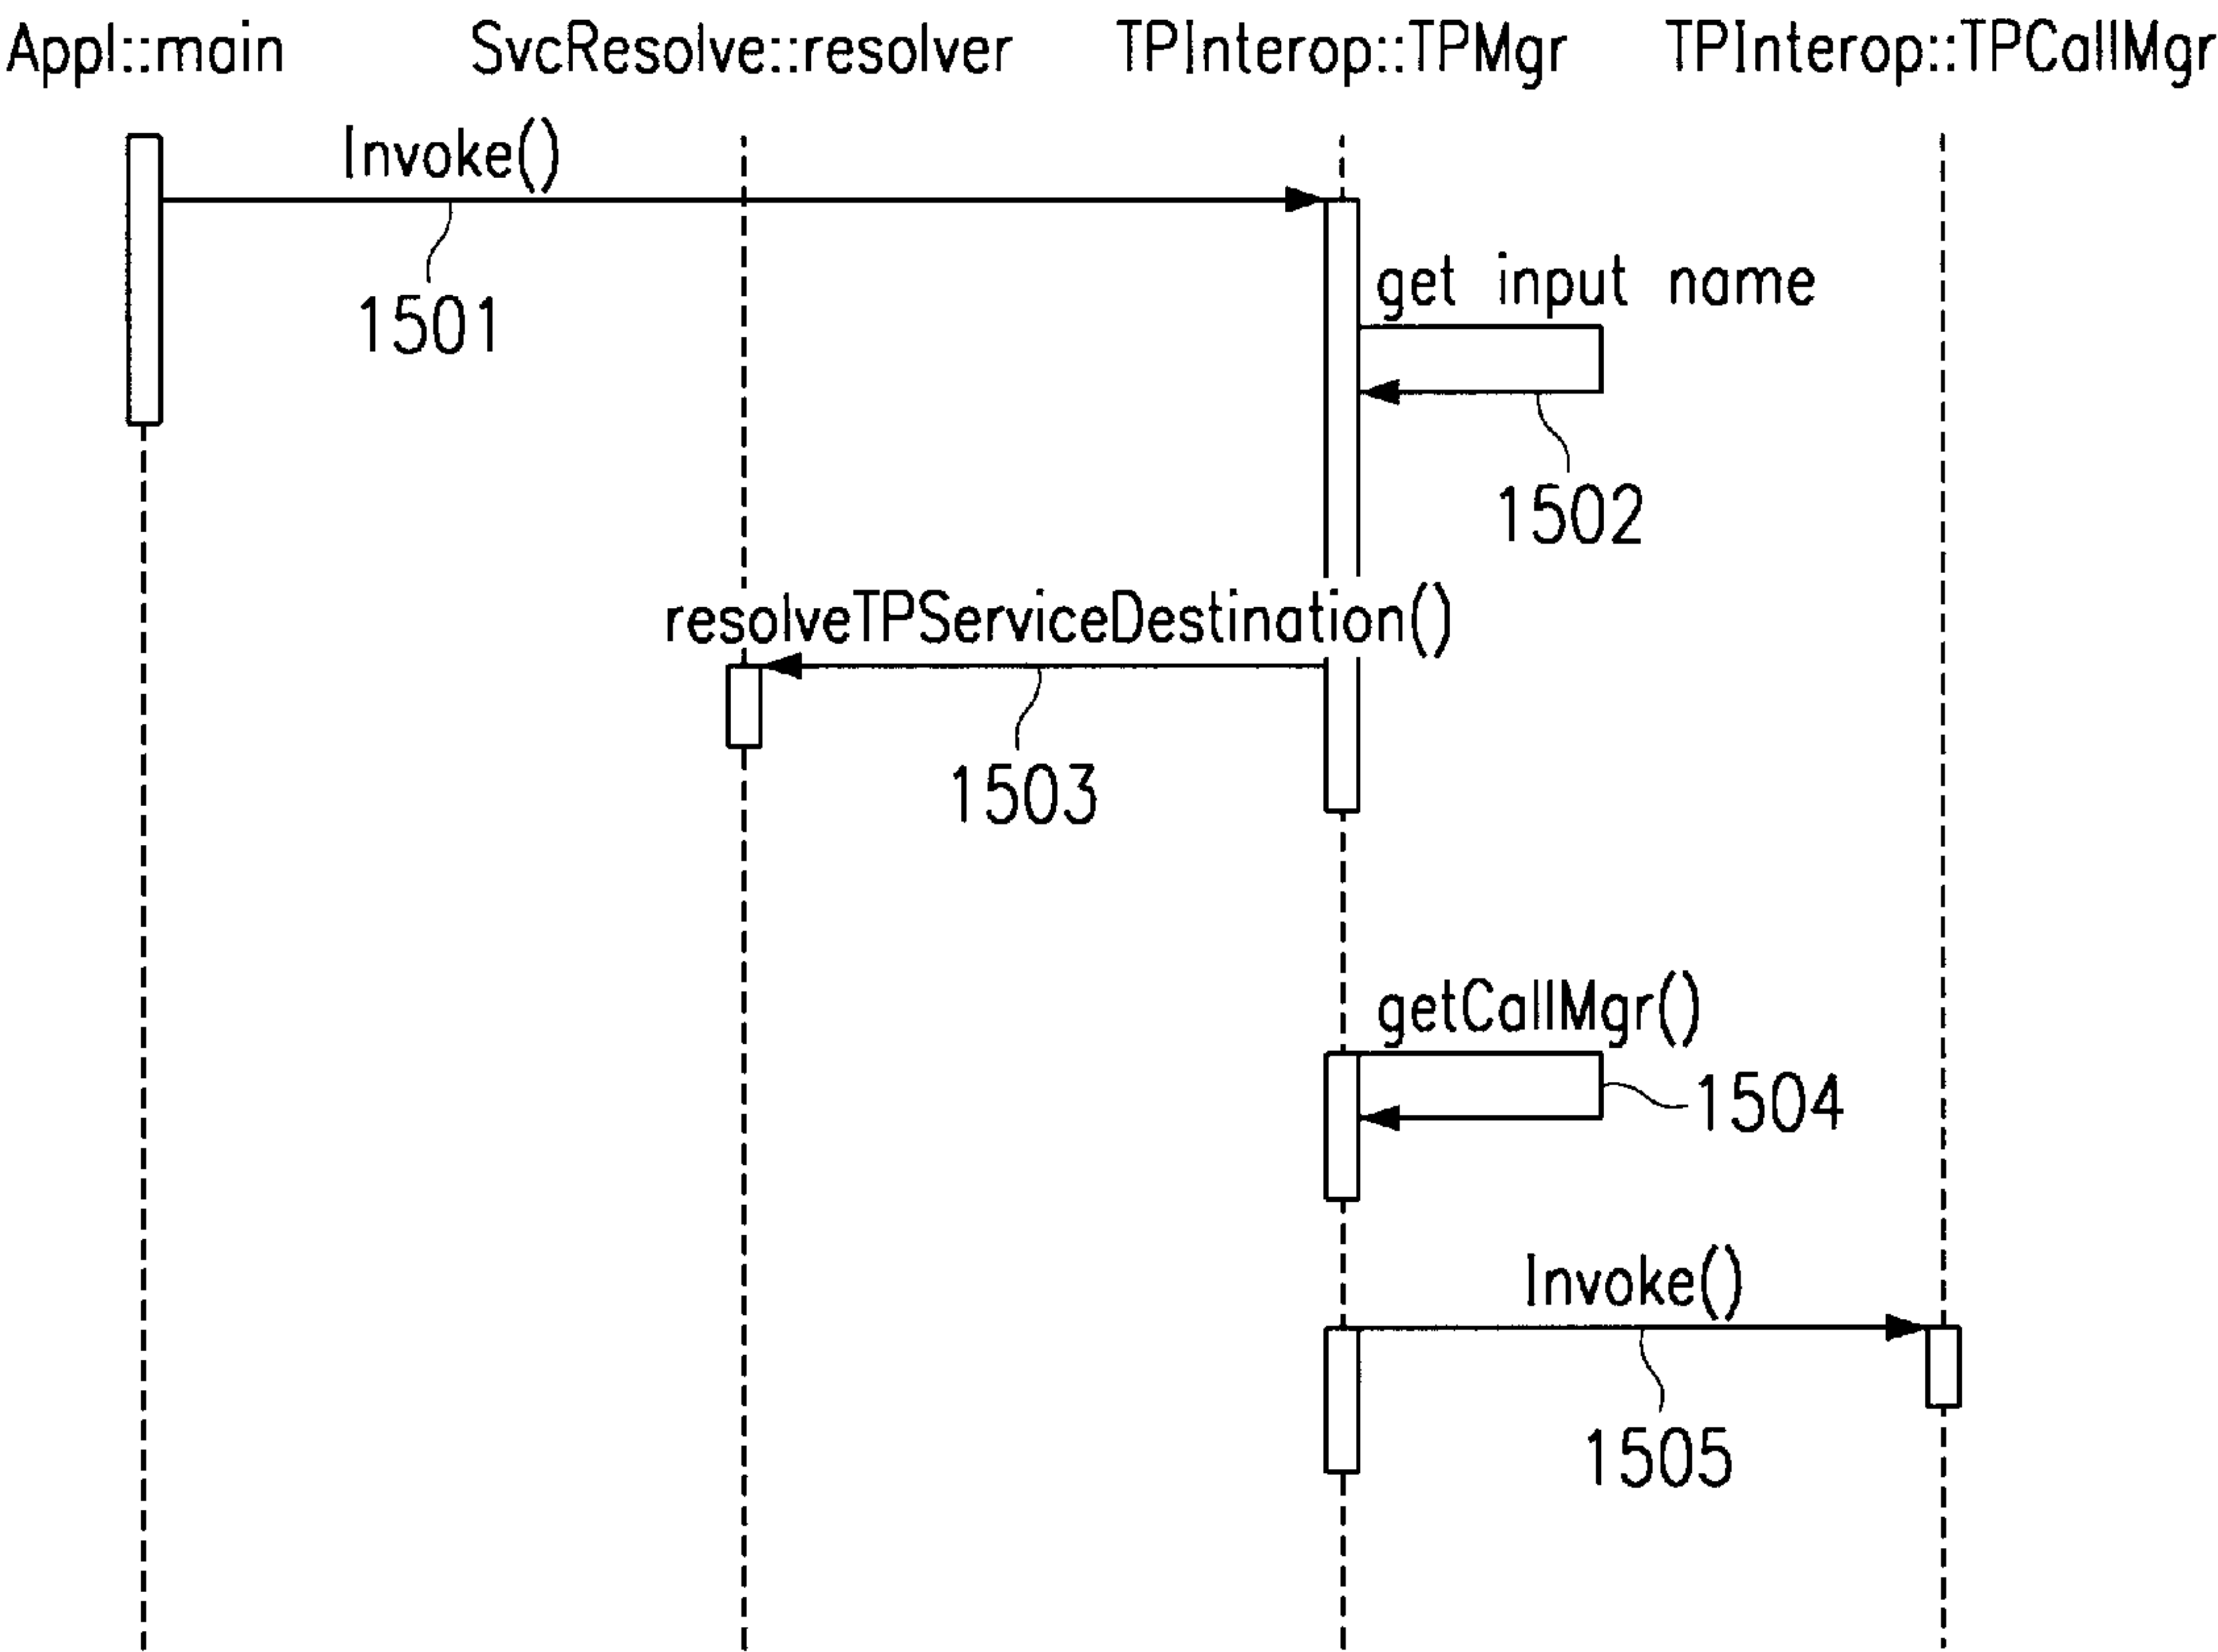 Appl::main SvcResolve::resolver TPInterop::TPMgr TPInterop::TPCallMgr
Invoke()
1501
get input name
1502
resolveTPServiceDestination()
1503
getCallMgr()
1504
Invoke()
1505